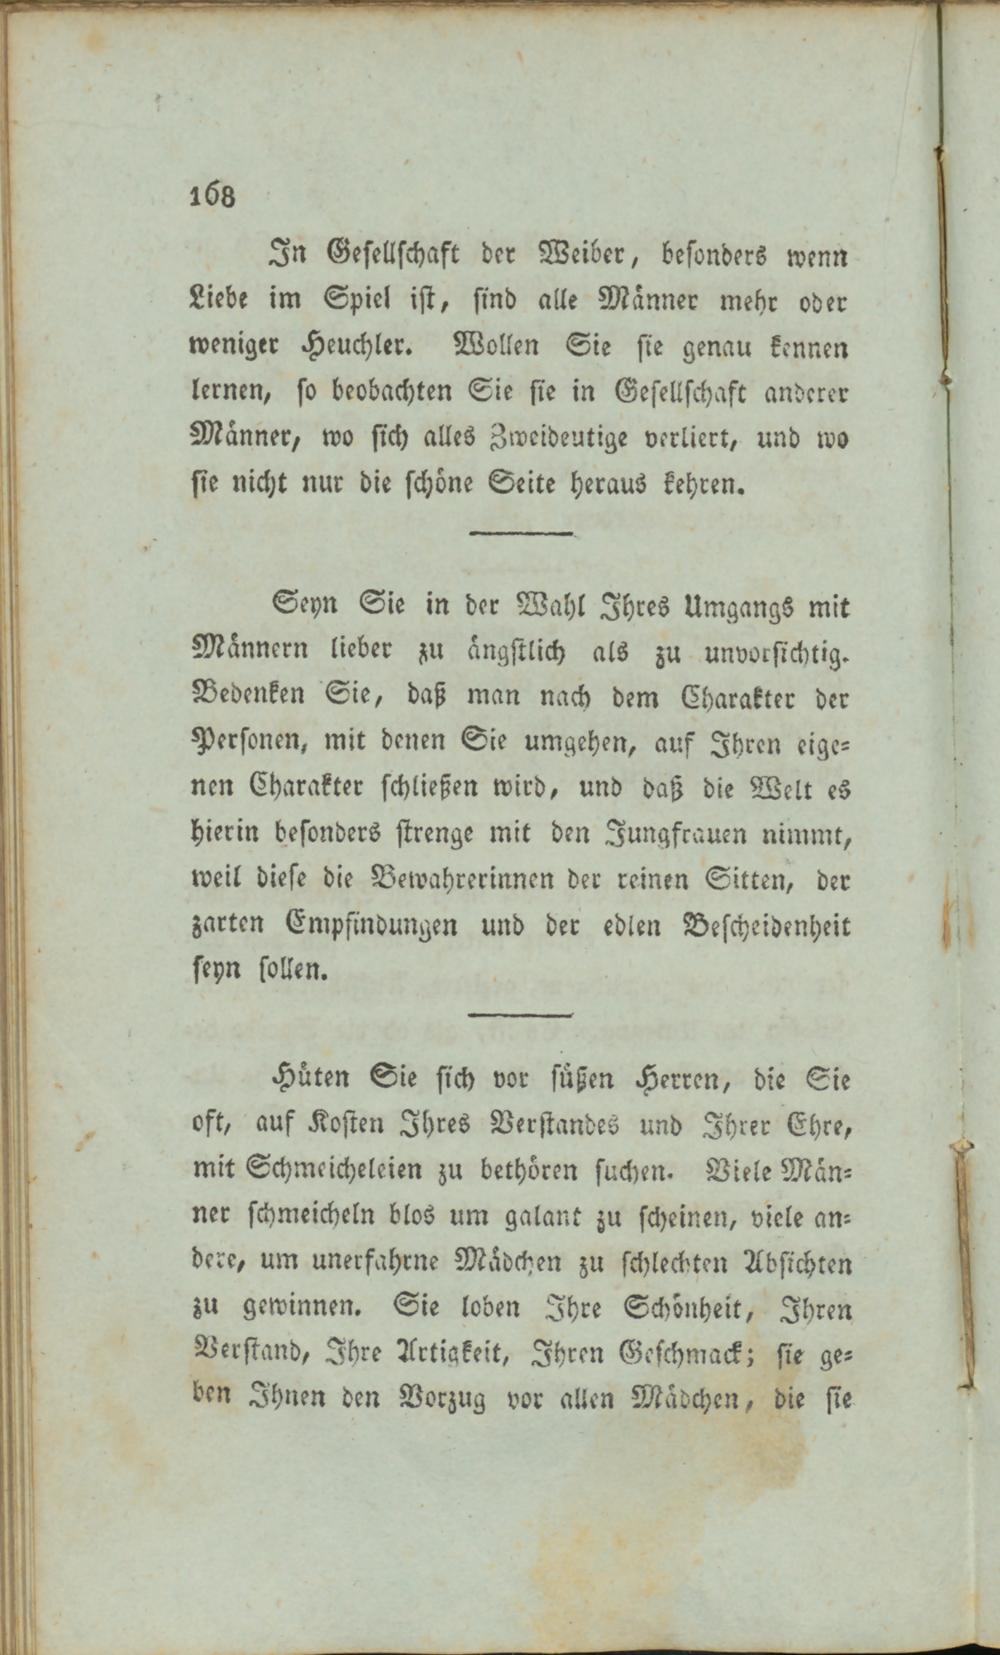 168
In Gesellschaft der Weiber, besonders wenn
Liebe im Spiel ist, sind alle Männer mehr oder
weniger Heuchler. Wollen Sie sie genau kennen
lernen, so beobachten Sie sie in Gesellschaft anderer
Männer, wo sich alles Zweideutige verliert, und wo
sie nicht nur die schöne Seite heraus kehren.
Seyn Sie in der Wahl Ihres Umgangs mit
Männern lieber zu ängstlich als zu unvorsichtig.
Bedenken Sie, daß man nach dem Charakter der
Personen, mit denen Sie umgehen, auf Ihren eige-
nen Charakter schließen wird, und daß die Welt es
hierin besonders strenge mit den Jungfrauen nimmt,
weil diese die Bewahrerinnen der reinen Sitten, der
zarten Empfindungen und der edlen Bescheidenheit
seyn sollen.
Hüten Sie sich vor süßen Herren, die Sie
oft, auf Kosten Ihres Verstandes und Ihrer Ehre,
mit Schmeicheleien zu bethören suchen. Viele Män-
ner schmeicheln blos um galant zu scheinen, viele an-
dere, um unerfahrne Mädchen zu schlechten Absichten
zu gewinnen. Sie loben Ihre Schönheit, Ihren
Verstand, Ihre Artigkeit, Ihren Geschmack; sie ge-
ben Ihnen den Vorzug vor allen Mädchen, die sie